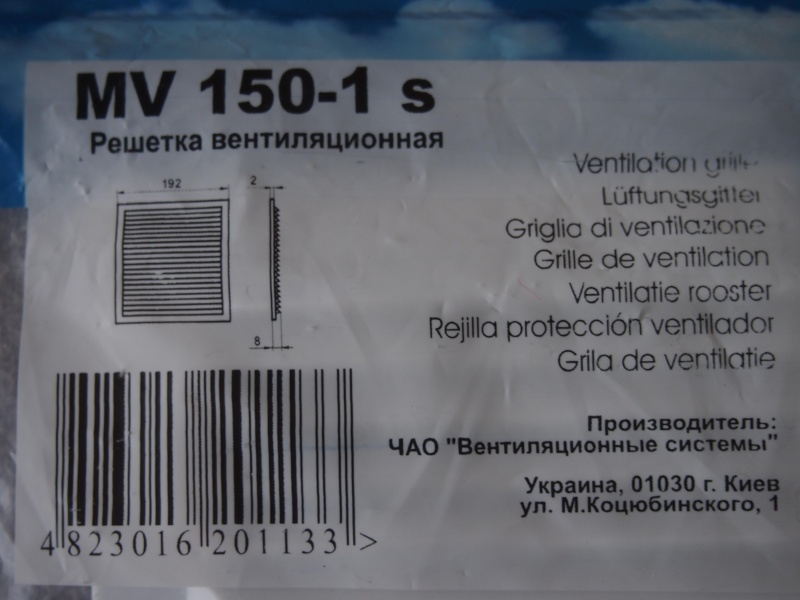 MV 150-1 s
Решетка вентиляционная
192
2
8
Ventilation grille
Lüftungsgitter
Griglia di ventilazione
Grille de ventilction
Ventilatie rooster
Rejilla protección ventilador
Grila de ventilatie
Производитель:
ЧАО "Вентиляционные системы"
Украина, 01030 г. Киев
ул. М.Коцюбинского, 1
4 823016 201133 >